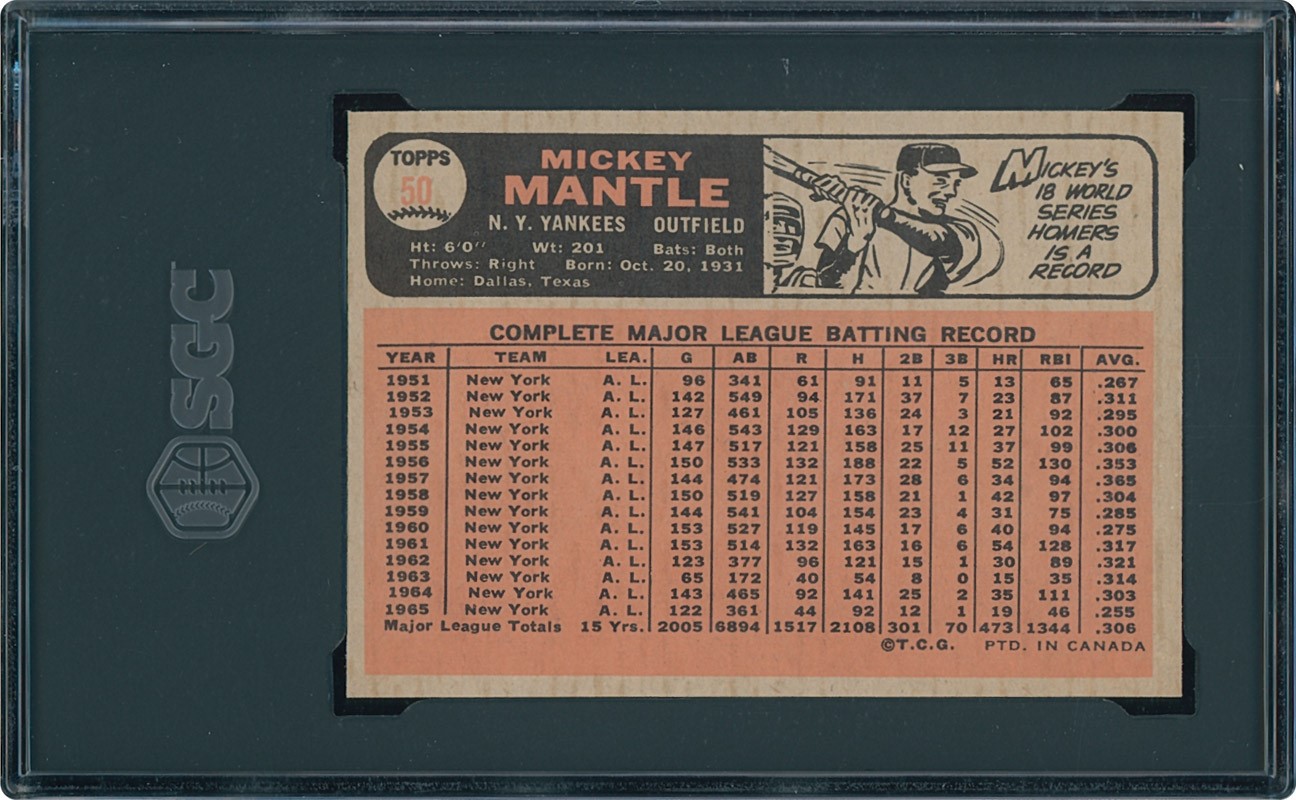 SGC
TOPPS
50
MICKEY
MANTLE
N. Y. YANKEES OUTFIELD
Ht: 6'0'' Wt: 201 Bats: Both
Throws: Right Born: Oct. 20, 1931
Home: Dallas, Texas
MICKEY'S
18 WORLD
SERIES
HOMERS
IS A
RECORD
COMPLETE MAJOR LEAGUE BATTING RECORD
YEAR TEAM LEA. G AB R H 2B 3B HR RBI AVG.
1951 New York A. L. 96 341 61 91 11 5 13 65 .267
1952 New York A. L. 142 549 94 171 37 7 23 87 .311
1953 New York A. L. 127 461 105 136 24 3 21 92 .295
1954 New York A. L. 146 543 129 163 17 12 27 102 .300
1955 New York A. L. 147 517 121 158 25 11 37 99 .306
1956 New York A. L. 150 533 132 188 22 5 52 130 .353
1957 New York A. L. 144 474 121 173 28 6 34 94 .365
1958 New York A. L. 150 519 127 158 21 1 42 97 .304
1959 New York A. L. 144 541 104 154 23 4 31 75 .285
1960 New York A. L. 153 527 119 145 17 6 40 94 .275
1961 New York A. L. 153 514 132 163 16 6 54 128 .317
1962 New York A. L. 123 377 96 121 15 1 30 89 .321
1963 New York A. L. 65 172 40 54 8 0 15 35 .314
1964 New York A. L. 143 465 92 141 25 2 35 111 .303
1965 New York A. L. 122 361 44 92 12 1 19 46 .255
Major League Totals 15 Yrs. 2005 6894 1517 2108 301 70 473 1344 .306
©T.C.G. PTD. IN CANADA